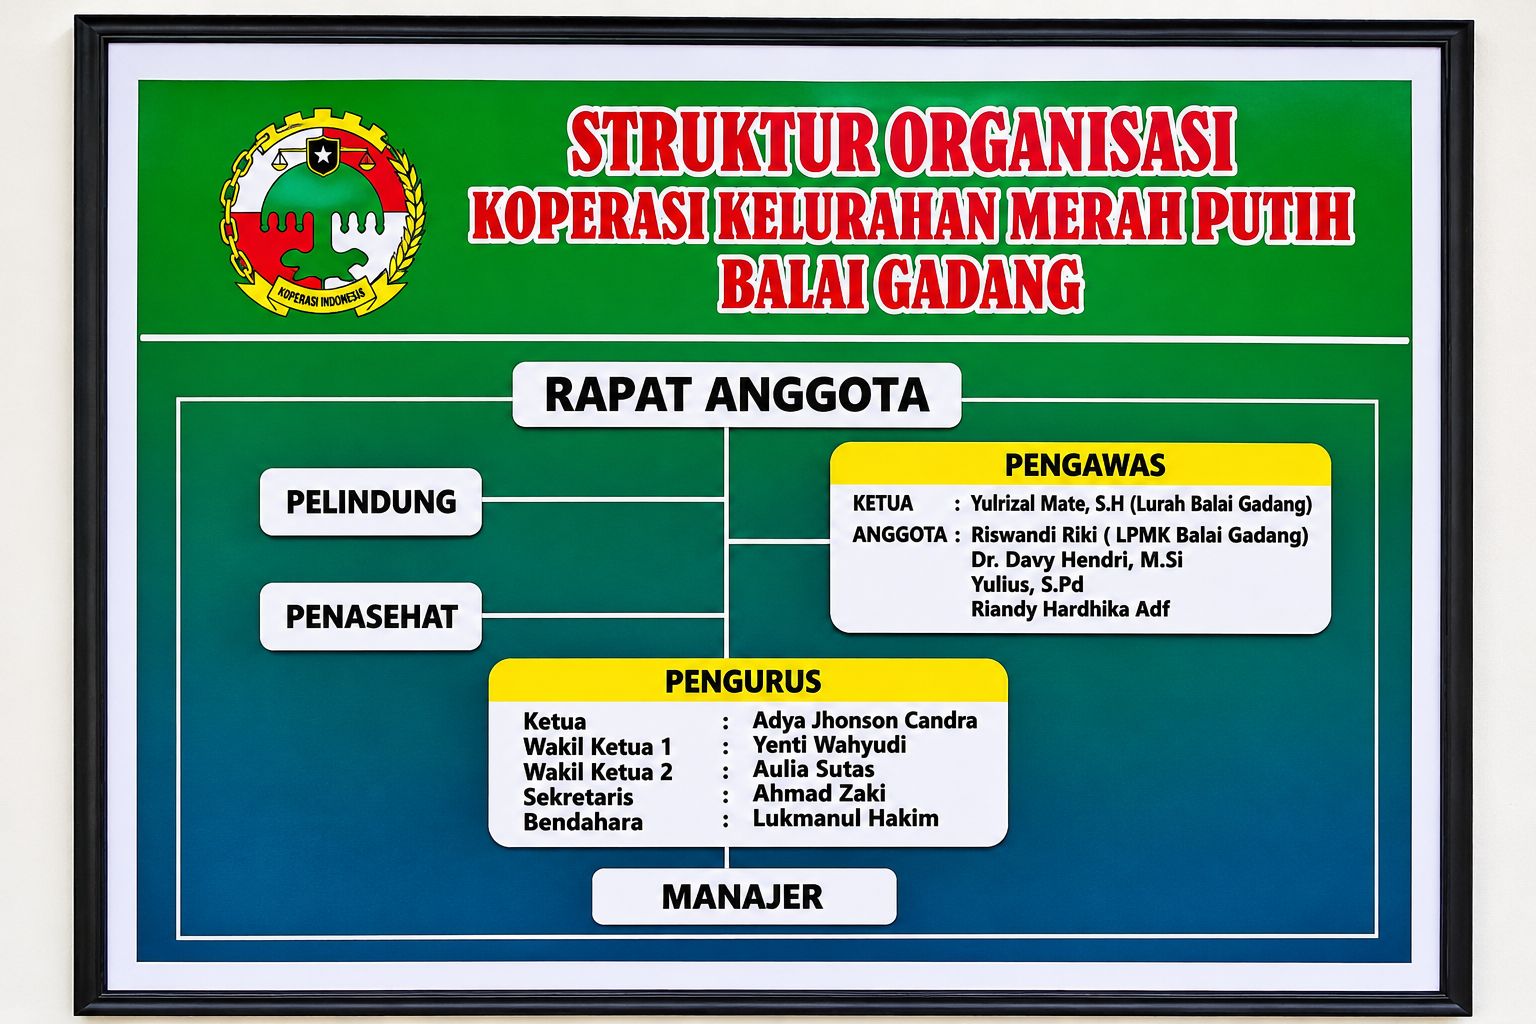 STRUKTUR ORGANISASI
KOPERASI KELURAHAN MERAH PUTIH
BALAI GADANG
KOPERASI INDONESIS
RAPAT ANGGOTA
PELINDUNG
PENASEHAT
PENGAWAS
KETUA : Yulrizal Mate, S.H (Lurah Balai Gadang)
ANGGOTA : Riswandi Riki ( LPMK Balai Gadang)
Dr. Davy Hendri, M.Si
Yulius, S.Pd
Riandy Hardhika Adf
PENGURUS
Ketua : Adya Jhonson Candra
Wakil Ketua 1 : Yenti Wahyudi
Wakil Ketua 2 : Aulia Sutas
Sekretaris : Ahmad Zaki
Bendahara : Lukmanul Hakim
MANAJER